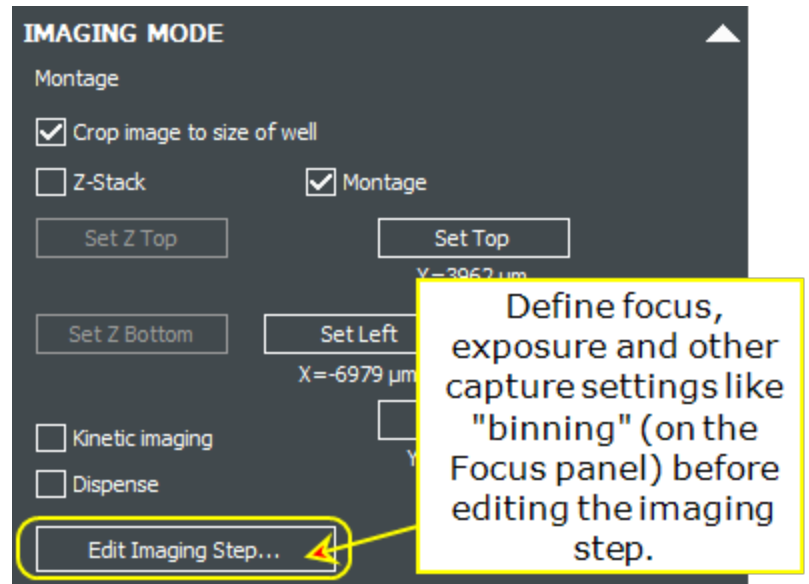 IMAGING MODE
Montage
Crop image to size of well
Z-Stack
Montage
Set Z Top
Set Top
Y=3962 µm
Set Z Bottom
Set Left
X=-6979 µm
Kinetic imaging
Dispense
Edit Imaging Step...
Define focus,
exposure and other
capture settings like
"binning" (on the
Focus panel) before
editing the imaging
step.